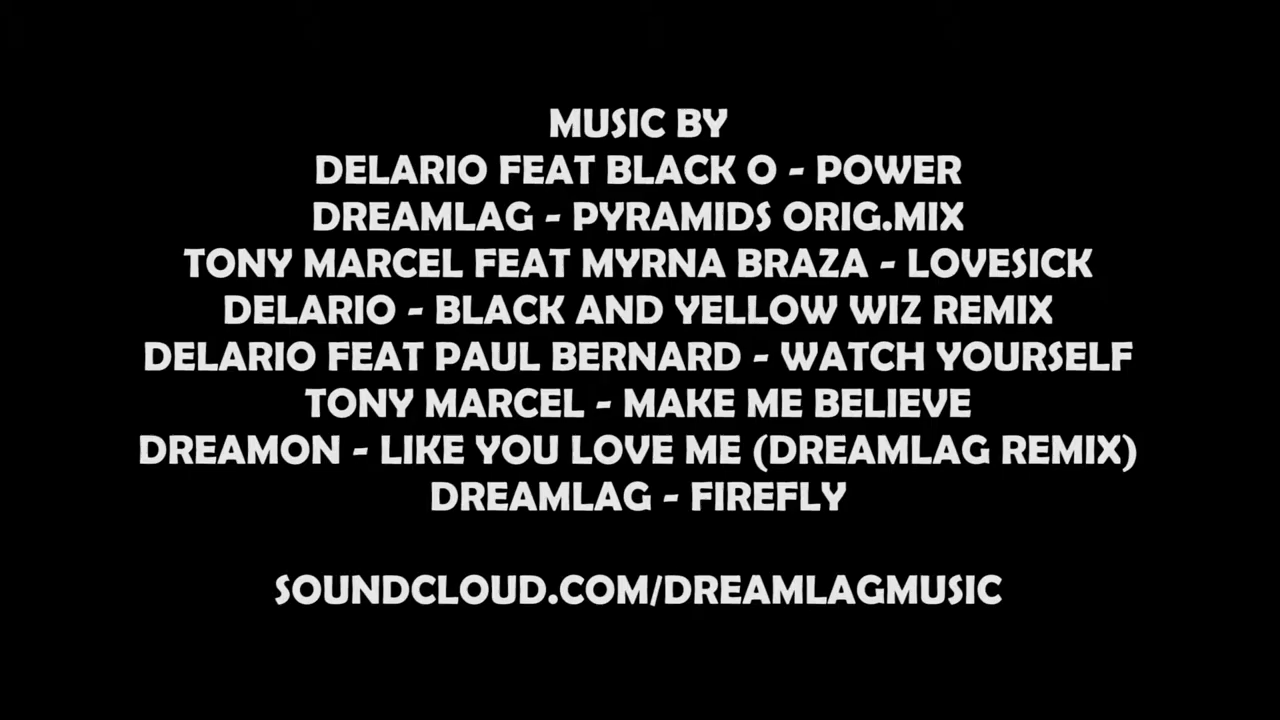 MUSIC BY
DELARIO FEAT BLACK O - POWER
DREAMLAG - PYRAMIDS ORIG.MIX
TONY MARCEL FEAT MYRNA BRAZA - LOVESICK
DELARIO - BLACK AND YELLOW WIZ REMIX
DELARIO FEAT PAUL BERNARD - WATCH YOURSELF
TONY MARCEL - MAKE ME BELIEVE
DREAMON - LIKE YOU LOVE ME (DREAMLAG REMIX)
DREAMLAG - FIREFLY
SOUNDCLOUD.COM/DREAMLAGMUSIC